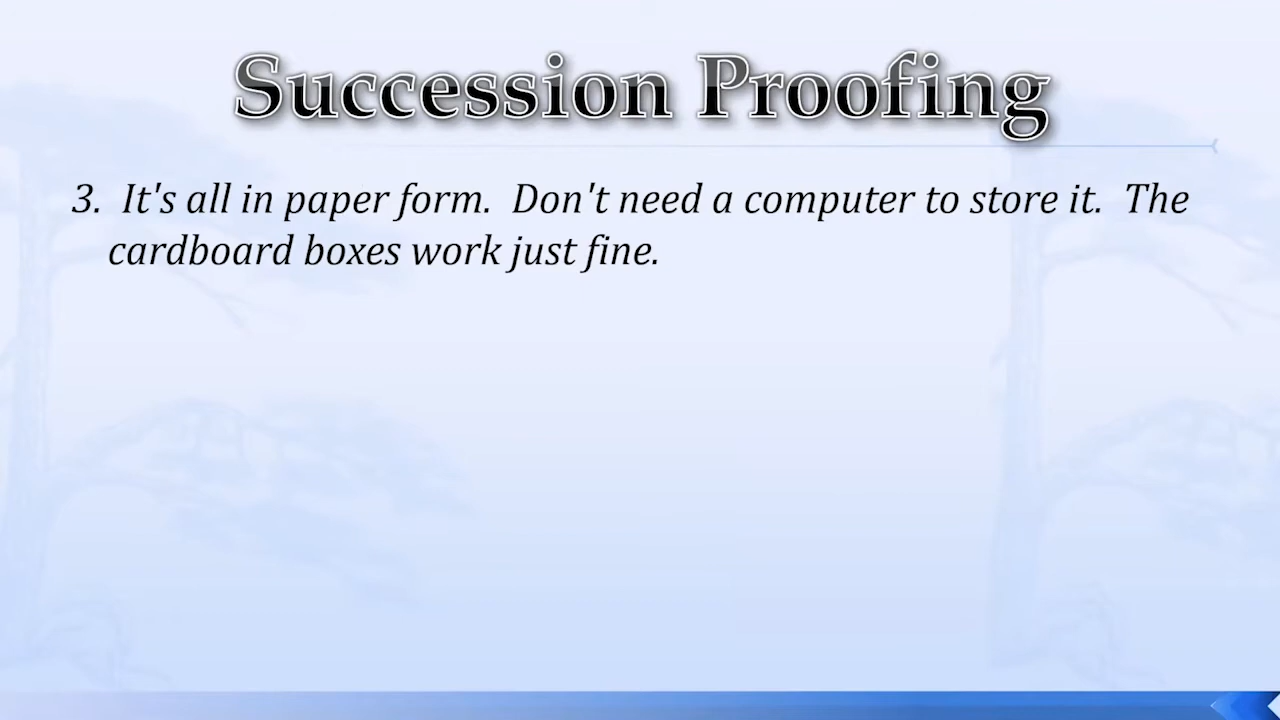 Succession Proofing
3.  It's all in paper form.  Don't need a computer to store it.  The
cardboard boxes work just fine.